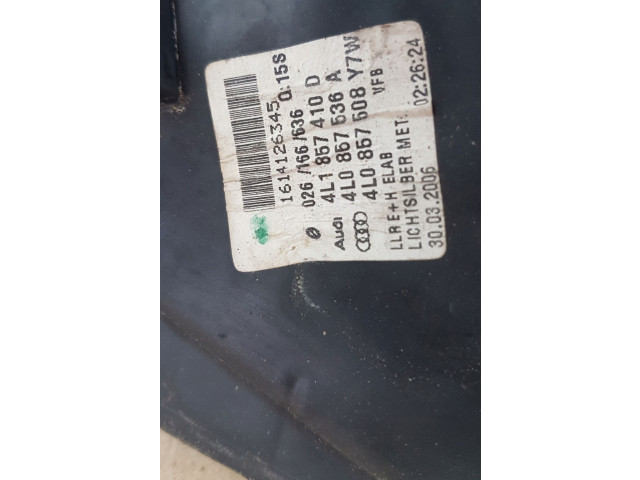 1614126345
026/166/636 0:15S
4L1 857 410 D
Audi 4L0 857 536 A
4L0 857 508 Y7W
VFB
LLRE+H. ELAB
LICHTSILBER MET.
30.03.2006 02:26:24